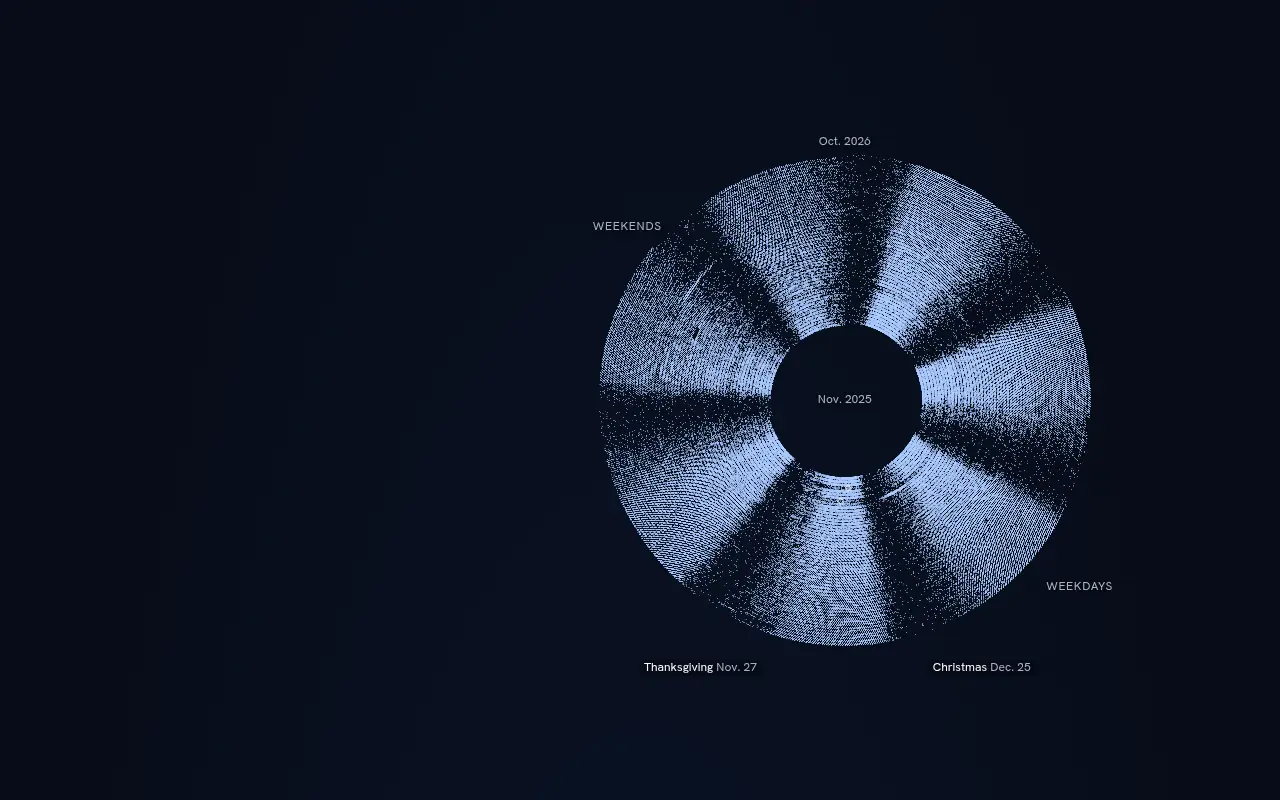 Oct. 2026
WEEKENDS
Nov. 2025
WEEKDAYS
Thanksgiving Nov. 27
Christmas Dec. 25